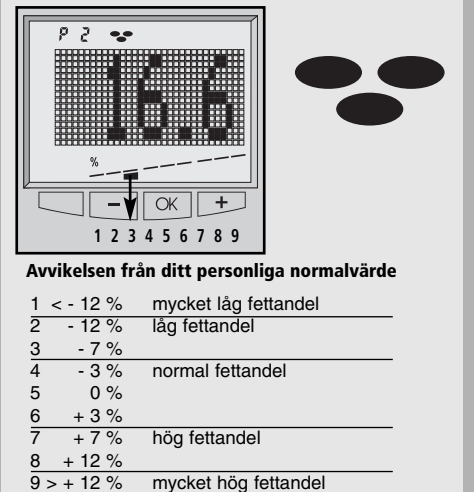 P 2
16.6
%
− OK +
1 2 3 4 5 6 7 8 9
Avvikelsen från ditt personliga normalvärde
1 < - 12 % mycket låg fettandel
2 - 12 % låg fettandel
3 - 7 %
4 - 3 % normal fettandel
5 0 %
6 + 3 %
7 + 7 % hög fettandel
8 + 12 %
9 > + 12 % mycket hög fettandel